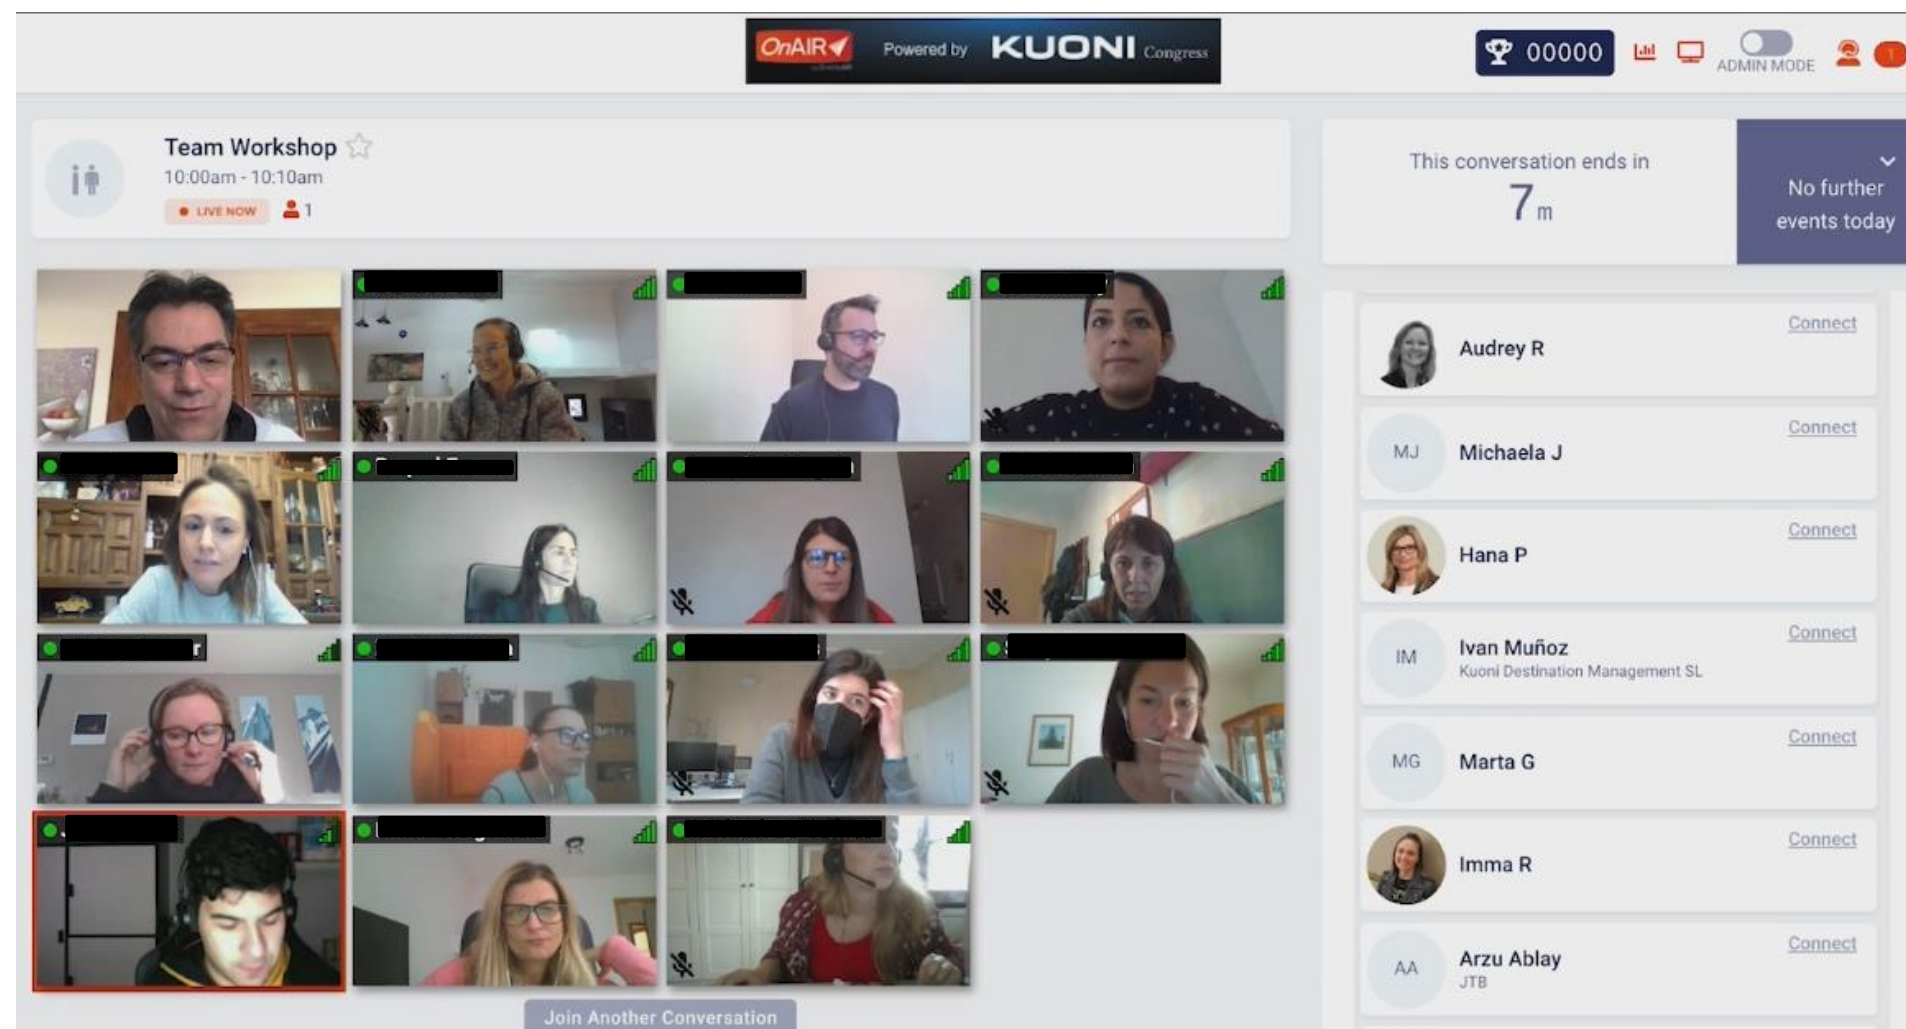 OnAIR Powered by KUONI Congress
00000
ADMIN MODE
1
Team Workshop
10:00am - 10:10am
LIVE NOW 1
This conversation ends in
7 m
No further
events today
Connect
Audrey R
Connect
MJ Michaela J
Connect
Hana P
Connect
IM Ivan Muñoz
Kuoni Destination Management SL
Connect
MG Marta G
Connect
Imma R
Connect
AA Arzu Ablay
JTB
Join Another Conversation